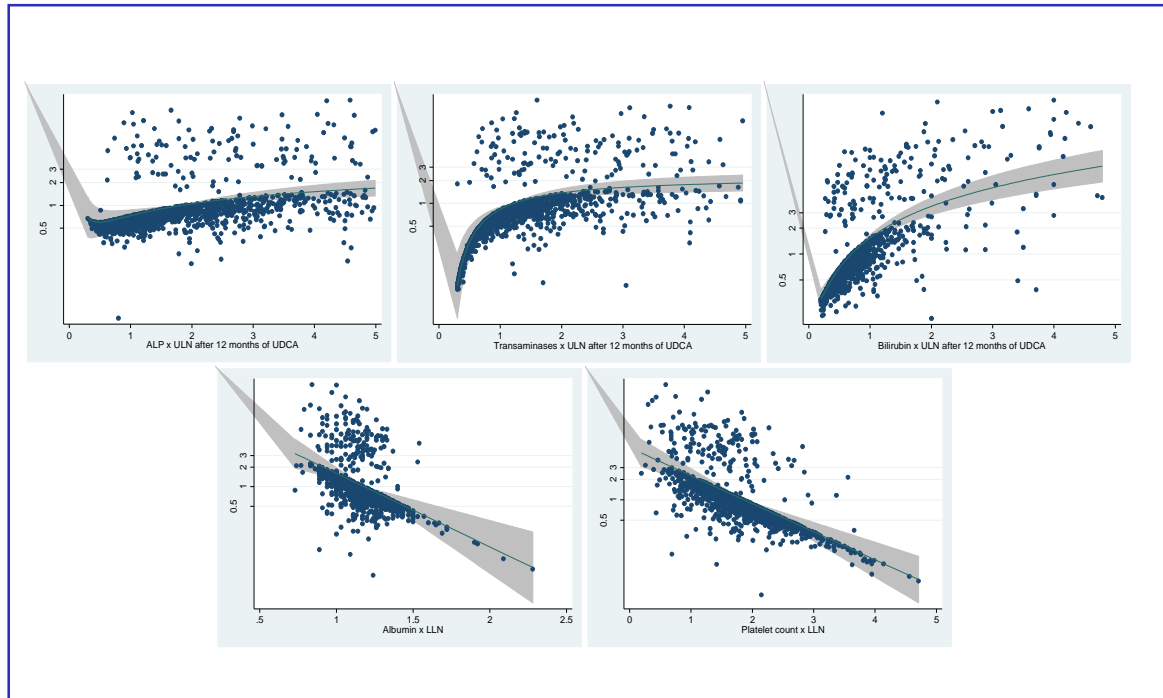 3
2
1
0.5
0 1 2 3 4 5
ALP x ULN after 12 months of UDCA
3
2
1
0.5
0 1 2 3 4 5
Transaminases x ULN after 12 months of UDCA
3
2
1
0.5
0 1 2 3 4 5
Bilirubin x ULN after 12 months of UDCA
3
2
1
0.5
.5 1 1.5 2 2.5
Albumin x LLN
3
2
1
0.5
0 1 2 3 4 5
Platelet count x LLN